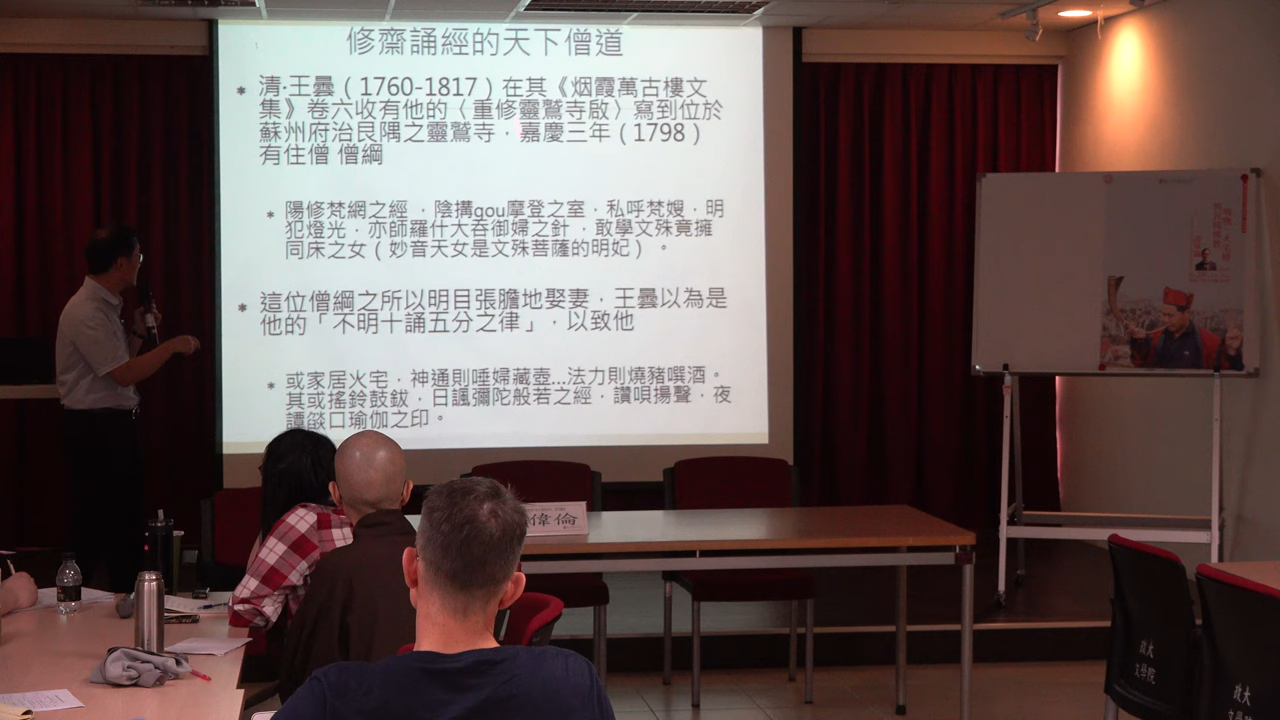 修齋誦經的天下僧道
* 清·王曇（1760-1817）在其《烟霞萬古樓文
集》卷六收有他的〈重修靈鷲寺啟〉寫到位於
蘇州府治艮隅之靈鷲寺，嘉慶三年（1798）
有住僧 僧綱
* 陽修梵網之經 ，陰搆gou摩登之室，私呼梵嫂，明
犯燈光，亦師羅什大吞御婦之針，敢學文殊竟擁
同床之女（妙音天女是文殊菩薩的明妃） 。
* 這位僧綱之所以明目張膽地娶妻，王曇以為是
他的「不明十誦五分之律」，以致他
* 或家居火宅，神通則唾婦藏壺...法力則燒豬噀酒。
其或搖鈴鼓鈸，日諷彌陀般若之經，讚唄揚聲，夜
譚燄口瑜伽之印。
偉倫
政大
文學院
政大